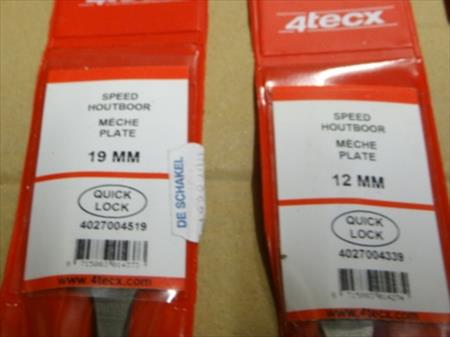 SPEED
HOUTBOOR
MÈCHE
PLATE
19 MM
QUICK
LOCK
4027004519
www.4tecx.com
DE SCHAKEL
4tecx
SPEED
HOUTBOOR
MÈCHE
PLATE
12 MM
QUICK
LOCK
4027004339
www.4tecx.com